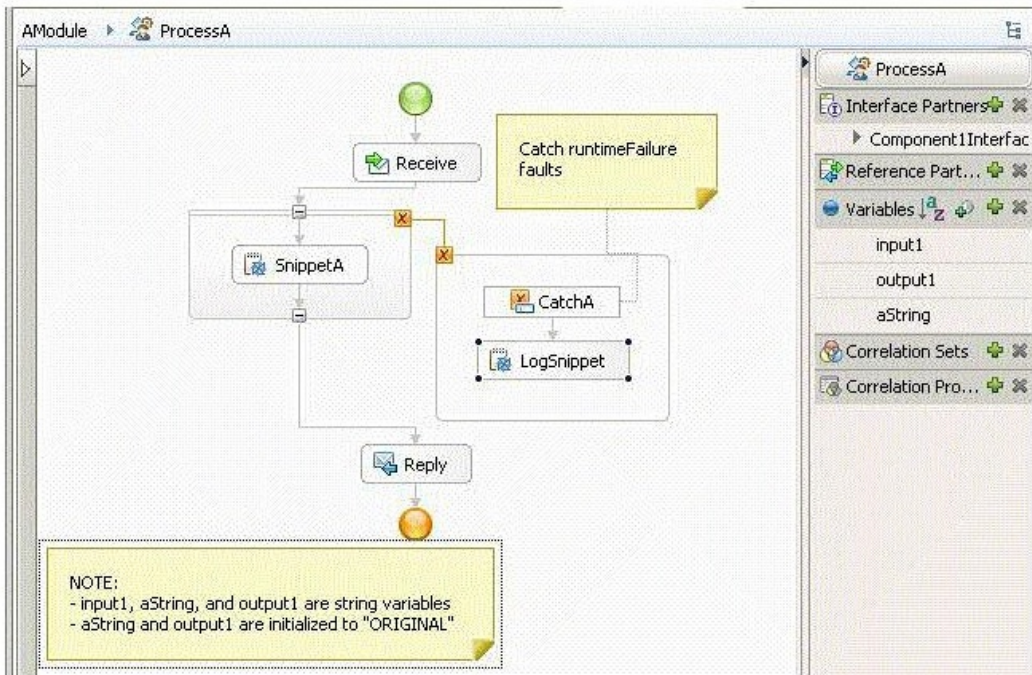 AModule ProcessA
Receive
Catch runtimeFailure
faults
SnippetA
CatchA
LogSnippet
Reply
NOTE:
- input1, aString, and output1 are string variables
- aString and output1 are initialized to "ORIGINAL"
ProcessA
Interface Partners
Component1Interfac
Reference Part...
Variables
input1
output1
aString
Correlation Sets
Correlation Pro...